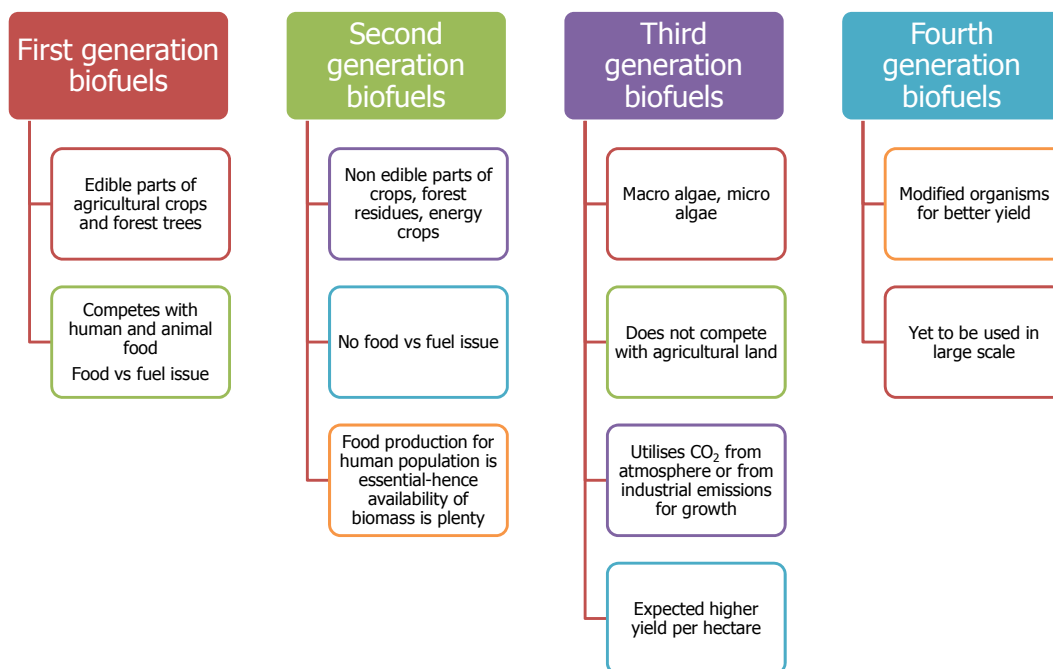 First generation
biofuels
Edible parts of
agricultural crops
and forest trees
Competes with
human and animal
food
Food vs fuel issue
Second
generation
biofuels
Non edible parts of
crops, forest
residues, energy
crops
No food vs fuel issue
Food production for
human population is
essential-hence
availability of
biomass is plenty
Third
generation
biofuels
Macro algae, micro
algae
Does not compete
with agricultural land
Utilises CO₂ from
atmosphere or from
industrial emissions
for growth
Expected higher
yield per hectare
Fourth
generation
biofuels
Modified organisms
for better yield
Yet to be used in
large scale